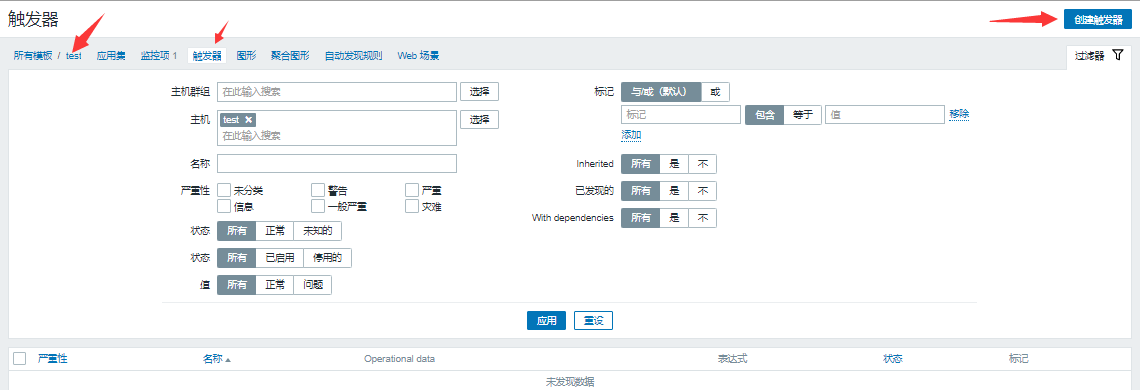 触发器 创建触发器
所有模板 / test 应用集 监控项 1 触发器 图形 聚合图形 自动发现规则 Web 场景 过滤器
主机群组 在此输入搜索 选择 标记 与/或（默认） 或
标记 包含 等于 值 移除
主机 test 选择
在此输入搜索 添加
名称 Inherited 所有 是 不
严重性 未分类 警告 严重 已发现的 所有 是 不
信息 一般严重 灾难
With dependencies 所有 是 不
状态 所有 正常 未知的
状态 所有 已启用 停用的
值 所有 正常 问题
应用 重设
严重性 名称 Operational data 表达式 状态 标记
未发现数据